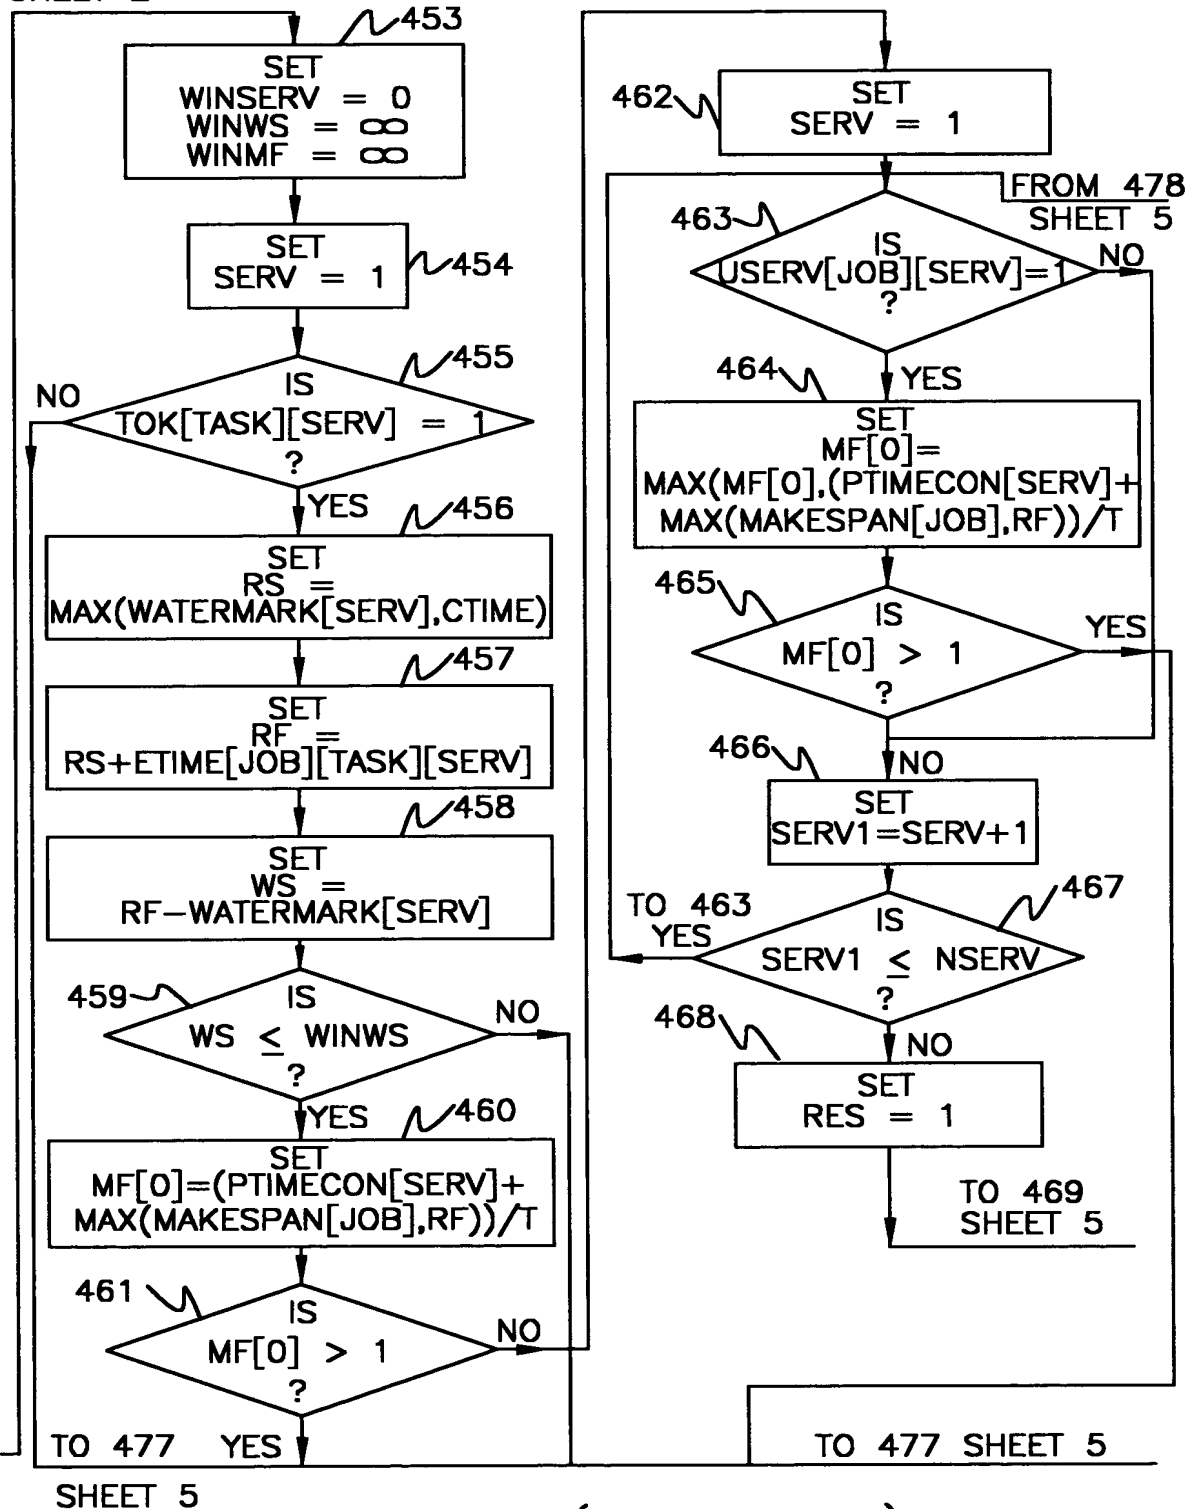 453
SET
WINSERV = 0
WINWS = ∞
WINMF = ∞
SET
SERV = 1
454
455
NO
IS
TOK[TASK][SERV] = 1
?
YES
456
SET
RS =
MAX(WATERMARK[SERV],CTIME)
457
SET
RF =
RS+ETIME[JOB][TASK][SERV]
458
SET
WS =
RF-WATERMARK[SERV]
459
IS
WS ≤ WINWS
?
NO
YES
460
SET
MF[0]=(PTIMECON[SERV]+
MAX(MAKESPAN[JOB],RF))/T
461
IS
MF[0] > 1
?
NO
TO 477 YES
SHEET 5
462
SET
SERV = 1
FROM 478
SHEET 5
463
IS
USERV[JOB][SERV]=1
?
NO
464
YES
SET
MF[0]=
MAX(MF[0],(PTIMECON[SERV]+
MAX(MAKESPAN[JOB],RF))/T
465
IS
MF[0] > 1
?
YES
466
NO
SET
SERV1=SERV+1
467
TO 463
YES
IS
SERV1 ≤ NSERV
?
468
NO
SET
RES = 1
TO 469
SHEET 5
TO 477 SHEET 5